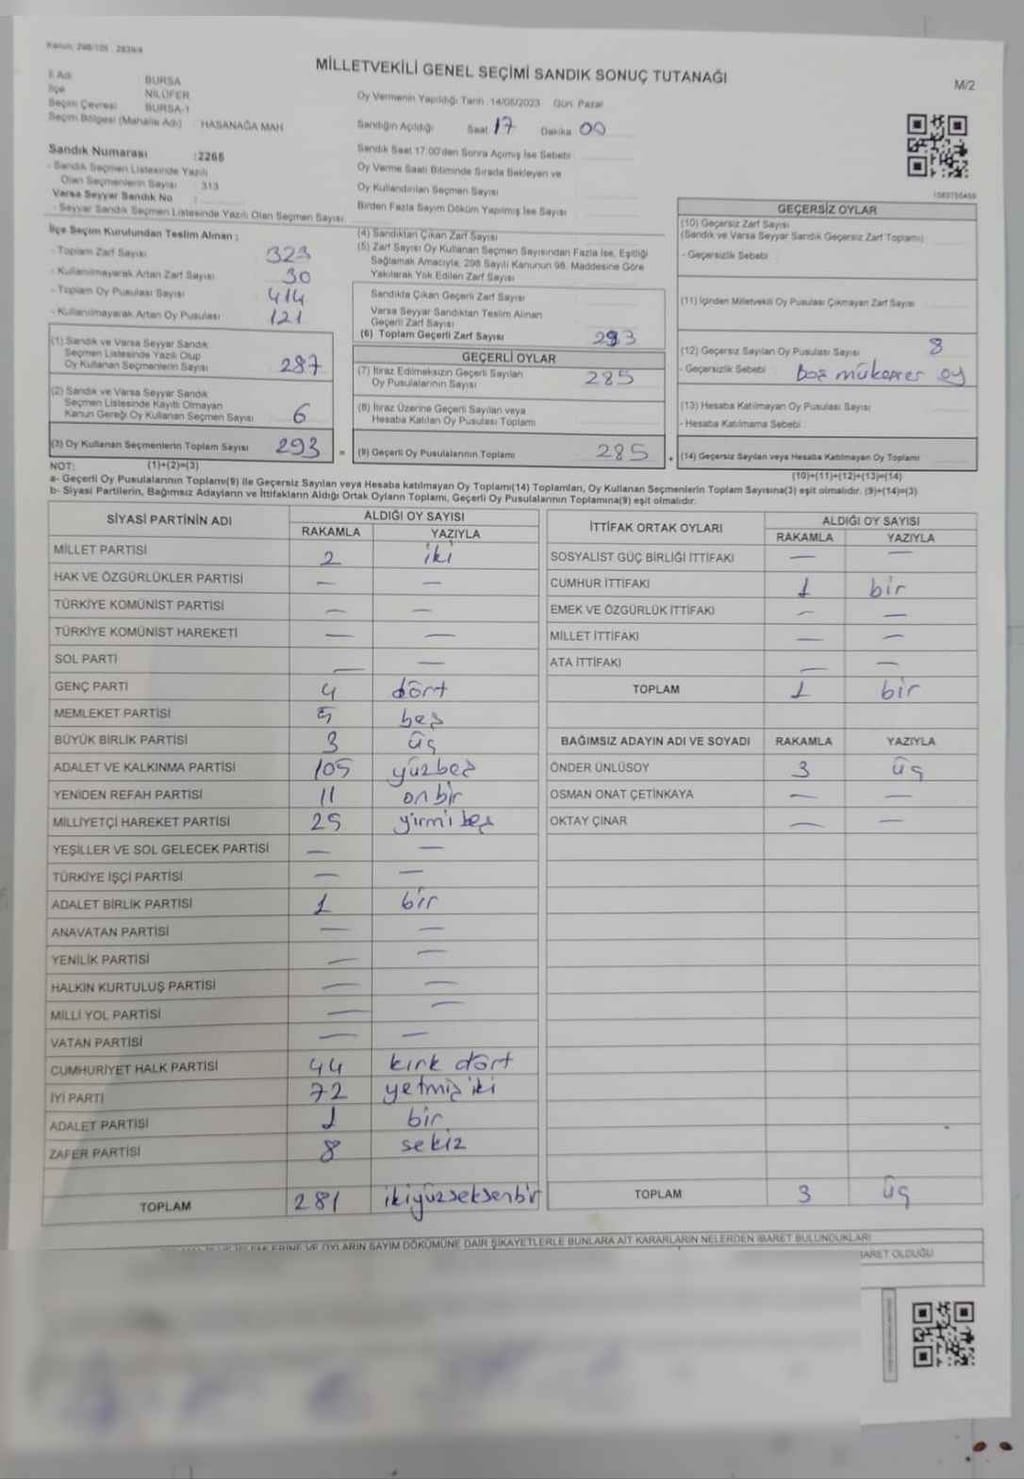 Kanun: 298/105 - 2839/4
MİLLETVEKİLİ GENEL SEÇİMİ SANDIK SONUÇ TUTANAĞI
M/2
İl Adı BURSA
İlçe NİLÜFER
Seçim Çevresi BURSA-1
Seçim Bölgesi (Mahalle Adı) HASANAĞA MAH
Oy Vermenin Yapıldığı Tarih :14/05/2023 Gün: Pazar
Sandığın Açıldığı Saat 17 Dakika 00
Sandık Saat 17:00'den Sonra Açılmış İse Sebebi
Oy Verme Saati Bitiminde Sırada Bekleyen ve
Oy Kullandırılan Seçmen Sayısı
Birden Fazla Sayım Döküm Yapılmış İse Sayısı
Sandık Numarası :2265
- Sandık Seçmen Listesinde Yazılı
Olan Seçmenlerin Sayısı 313
Varsa Seyyar Sandık No
- Seyyar Sandık Seçmen Listesinde Yazılı Olan Seçmen Sayısı
İlçe Seçim Kurulundan Teslim Alınan :
- Toplam Zarf Sayısı 323
- Kullanılmayarak Artan Zarf Sayısı 30
- Toplam Oy Pusulası Sayısı 414
- Kullanılmayarak Artan Oy Pusulası 121
(1) Sandık ve Varsa Seyyar Sandık
Seçmen Listesinde Yazılı Olup
Oy Kullanan Seçmenlerin Sayısı 287
(2) Sandık ve Varsa Seyyar Sandık
Seçmen Listesinde Kayıtlı Olmayan
Kanun Gereği Oy Kullanan Seçmen Sayısı 6
(3) Oy Kullanan Seçmenlerin Toplam Sayısı 293 =
(4) Sandıktan Çıkan Zarf Sayısı
(5) Zarf Sayısı Oy Kullanan Seçmen Sayısından Fazla İse, Eşitliği
Sağlamak Amacıyla, 298 Sayılı Kanunun 98. Maddesine Göre
Yakılarak Yok Edilen Zarf Sayısı
Sandıkta Çıkan Geçerli Zarf Sayısı
Varsa Seyyar Sandıktan Teslim Alınan
Geçerli Zarf Sayısı
(6) Toplam Geçerli Zarf Sayısı 293
GEÇERLİ OYLAR
(7) İtiraz Edilmeksizin Geçerli Sayılan
Oy Pusulalarının Sayısı 285
(8) İtiraz Üzerine Geçerli Sayılan veya
Hesaba Katılan Oy Pusulası Toplamı
(9) Geçerli Oy Pusulalarının Toplamı 285 +
GEÇERSİZ OYLAR
(10) Geçersiz Zarf Sayısı
(Sandık ve Varsa Seyyar Sandık Geçersiz Zarf Toplamı)
- Geçersizlik Sebebi
(11) İçinden Milletvekili Oy Pusulası Çıkmayan Zarf Sayısı
(12) Geçersiz Sayılan Oy Pusulası Sayısı 8
- Geçersizlik Sebebi Boş mükerrer oy
(13) Hesaba Katılmayan Oy Pusulası Sayısı
- Hesaba Katılmama Sebebi
(14) Geçersiz Sayılan veya Hesaba Katılmayan Oy Toplamı
NOT: (1)+(2)=(3) (10)+(11)+(12)+(13)=(14)
a- Geçerli Oy Pusulalarının Toplamı(9) ile Geçersiz Sayılan veya Hesaba katılmayan Oy Toplamı(14) Toplamları, Oy Kullanan Seçmenlerin Toplam Sayısına(3) eşit olmalıdır. (9)+(14)=(3)
b- Siyasi Partilerin, Bağımsız Adayların ve İttifakların Aldığı Ortak Oyların Toplamı, Geçerli Oy Pusulalarının Toplamına(9) eşit olmalıdır.
SİYASİ PARTİNİN ADI ALDIĞI OY SAYISI
RAKAMLA YAZIYLA
MİLLET PARTİSİ 2 iki
HAK VE ÖZGÜRLÜKLER PARTİSİ — —
TÜRKİYE KOMÜNİST PARTİSİ — —
TÜRKİYE KOMÜNİST HAREKETİ — —
SOL PARTİ — —
GENÇ PARTİ 4 dört
MEMLEKET PARTİSİ 5 beş
BÜYÜK BİRLİK PARTİSİ 3 üç
ADALET VE KALKINMA PARTİSİ 105 yüzbeş
YENİDEN REFAH PARTİSİ 11 on bir
MİLLİYETÇİ HAREKET PARTİSİ 25 yirmi beş
YEŞİLLER VE SOL GELECEK PARTİSİ — —
TÜRKİYE İŞÇİ PARTİSİ — —
ADALET BİRLİK PARTİSİ 1 bir
ANAVATAN PARTİSİ — —
YENİLİK PARTİSİ — —
HALKIN KURTULUŞ PARTİSİ — —
MİLLİ YOL PARTİSİ — —
VATAN PARTİSİ — —
CUMHURİYET HALK PARTİSİ 44 kırk dört
İYİ PARTİ 72 yetmiş iki
ADALET PARTİSİ 1 bir
ZAFER PARTİSİ 8 sekiz
TOPLAM 281 ikiyüzseksenbir
İTTİFAK ORTAK OYLARI ALDIĞI OY SAYISI
RAKAMLA YAZIYLA
SOSYALİST GÜÇ BİRLİĞİ İTTİFAKI — —
CUMHUR İTTİFAKI 1 bir
EMEK VE ÖZGÜRLÜK İTTİFAKI — —
MİLLET İTTİFAKI — —
ATA İTTİFAKI — —
TOPLAM 1 bir
BAĞIMSIZ ADAYIN ADI VE SOYADI RAKAMLA YAZIYLA
ÖNDER ÜNLÜSOY 3 üç
OSMAN ONAT ÇETİNKAYA — —
OKTAY ÇINAR — —
TOPLAM 3 üç
VE OYLARIN SAYIM DÖKÜMÜNE DAİR ŞİKAYETLERLE BUNLARA AİT KARARLARIN NELERDEN İBARET BULUNDUKLARI
İBARET OLDUĞU